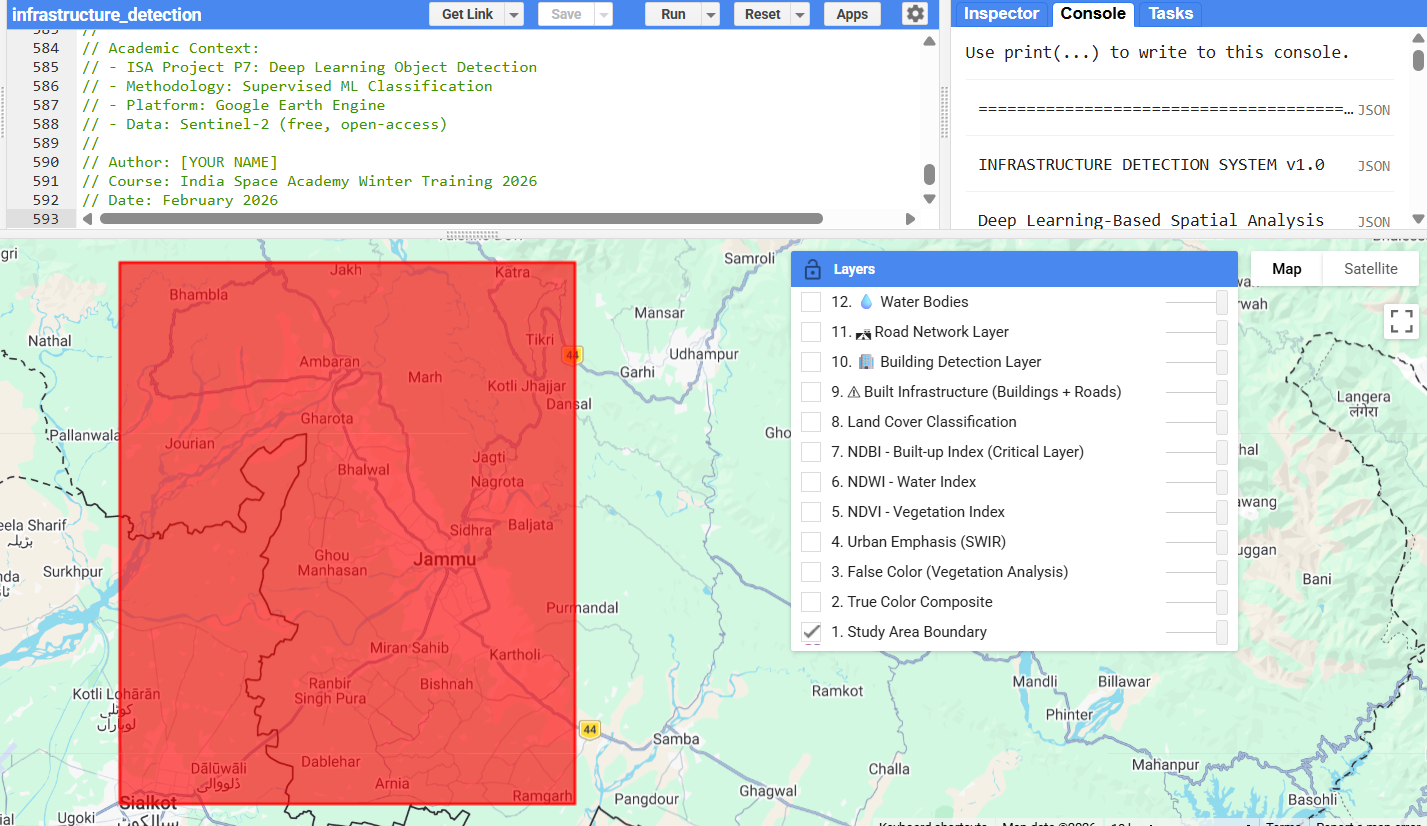 infrastructure_detection
Get Link
Save
Run
Reset
Apps
584 // Academic Context:
585 // - ISA Project P7: Deep Learning Object Detection
586 // - Methodology: Supervised ML Classification
587 // - Platform: Google Earth Engine
588 // - Data: Sentinel-2 (free, open-access)
589 //
590 // Author: [YOUR NAME]
591 // Course: India Space Academy Winter Training 2026
592 // Date: February 2026
593
Inspector
Console
Tasks
Use print(...) to write to this console.
======================================… JSON
INFRASTRUCTURE DETECTION SYSTEM v1.0 JSON
Deep Learning-Based Spatial Analysis JSON
Layers
12. 💧 Water Bodies
11. 🛤 Road Network Layer
10. 🏢 Building Detection Layer
9. ⚠ Built Infrastructure (Buildings + Roads)
8. Land Cover Classification
7. NDBI - Built-up Index (Critical Layer)
6. NDWI - Water Index
5. NDVI - Vegetation Index
4. Urban Emphasis (SWIR)
3. False Color (Vegetation Analysis)
2. True Color Composite
1. Study Area Boundary
Map
Satellite
Samroli
Jakh
Katra
Bhambla
Mansar
Nathal
Tikri
44
Udhampur
Ambaran
Garhi
Marh
Kotli Jhajjar
Dansal
Langera
लंगेरा
Gharota
Pallanwala
Jourian
Bhalwal
Jagti
Nagrota
Sidhra
Baljata
بڑیلہ
Ghou
Manhasan
Jammu
Surkhpur
Bani
Purmandal
Miran Sahib
Kartholi
Ranbir
Singh Pura
Bishnah
Kotli Lohārān
کوٹلی
لوہاراں
Ramkot
Mandli
Billawar
Phinter
44
Samba
Dablehar
Dālūwāli
Arnia
Challa
Mahanpur
Ramgarh
Sialkot
Pangdour
Ghagwal
Basohli
Ugoki